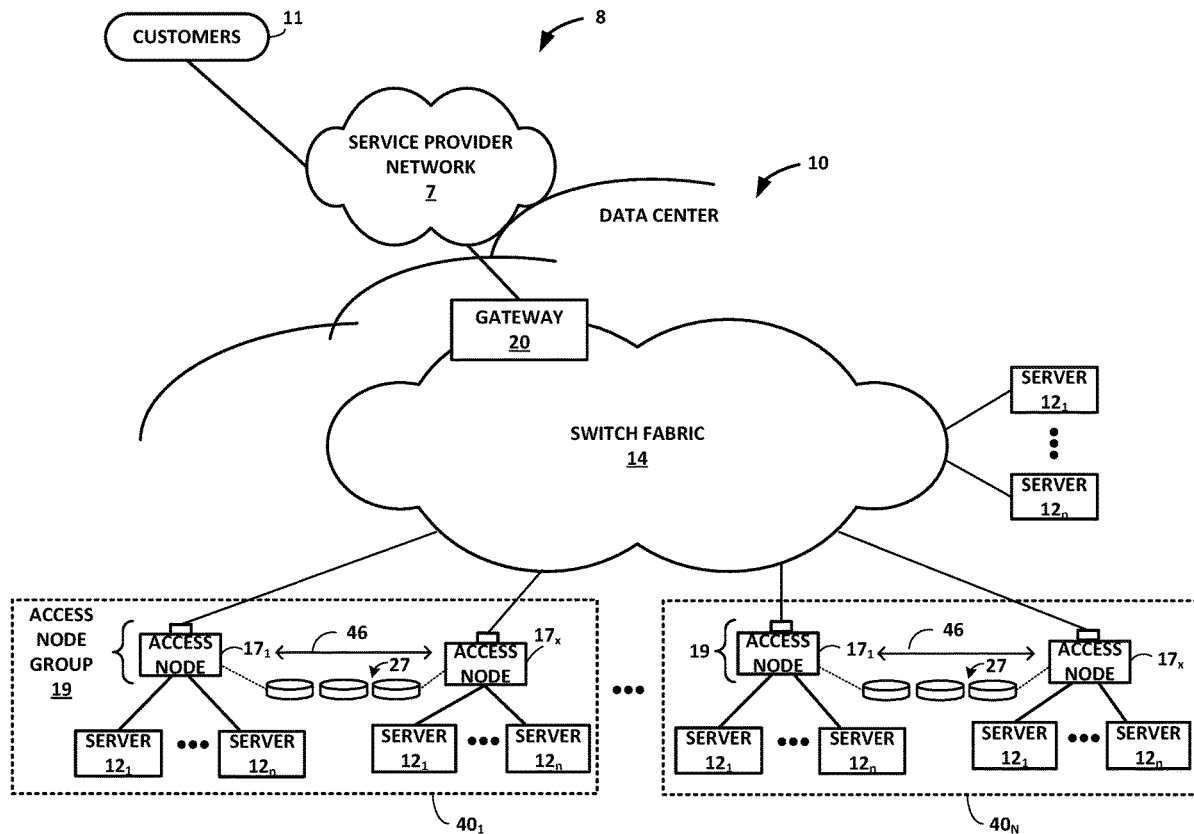 CUSTOMERS
11
8
SERVICE PROVIDER
NETWORK
7
10
DATA CENTER
GATEWAY
20
SWITCH FABRIC
14
SERVER
12₁
SERVER
12ₙ
ACCESS
NODE
GROUP
19
ACCESS
NODE
17₁
46
27
ACCESS
NODE
17ₓ
SERVER
12₁
SERVER
12ₙ
SERVER
12₁
SERVER
12ₙ
40₁
19
ACCESS
NODE
17₁
46
27
ACCESS
NODE
17ₓ
SERVER
12₁
SERVER
12ₙ
SERVER
12₁
SERVER
12ₙ
40_N